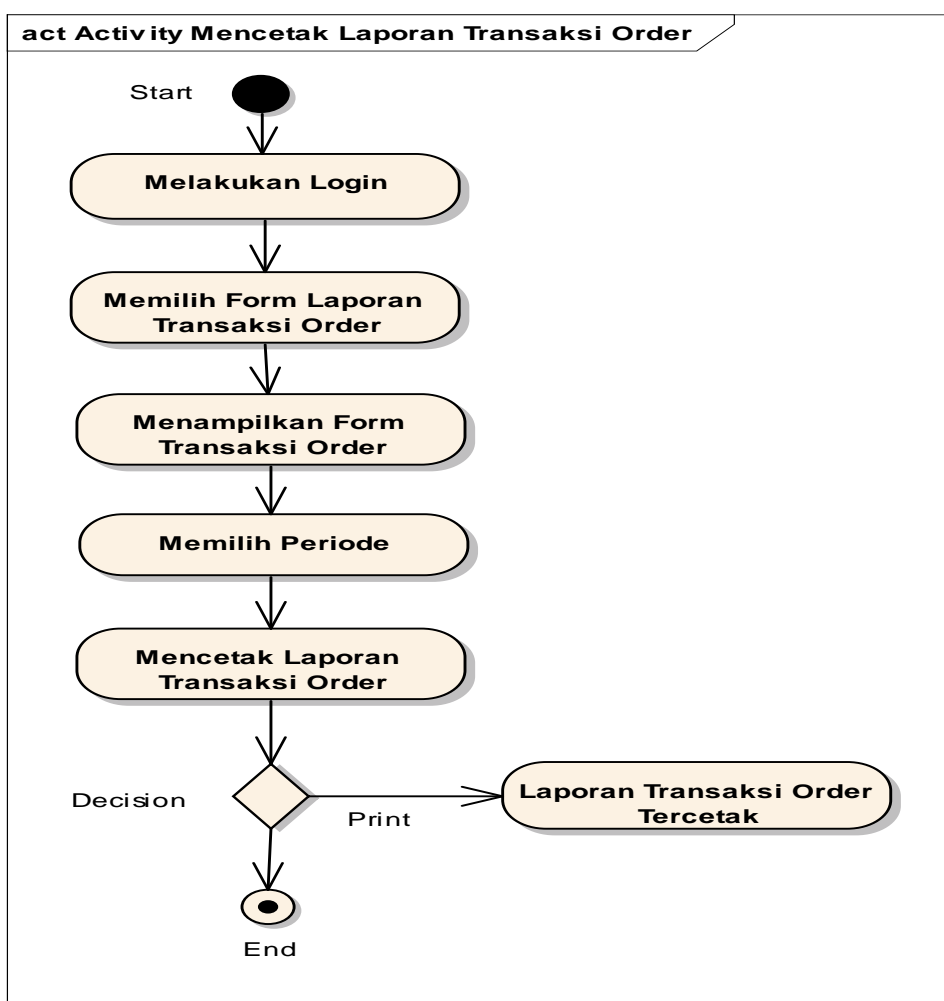 act Activity Mencetak Laporan Transaksi Order
Start
Melakukan Login
Memilih Form Laporan
Transaksi Order
Menampilkan Form
Transaksi Order
Memilih Periode
Mencetak Laporan
Transaksi Order
Decision
Print
Laporan Transaksi Order
Tercetak
End